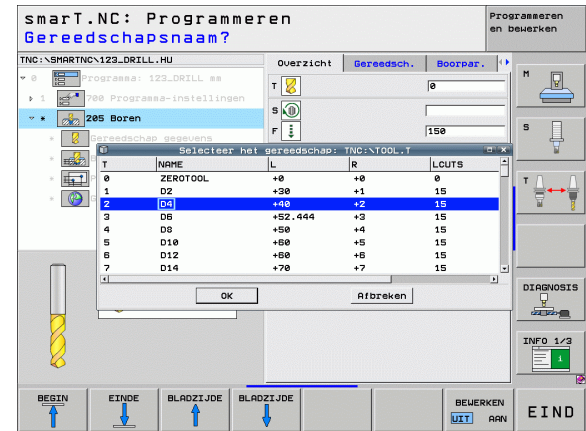 smarT.NC: Programmeren
Gereedschapsnaam?
Programmeren
en bewerken
TNC:\SMARTNC\123_DRILL.HU
0 Programma: 123_DRILL mm
1 700 Programma-instellingen
* 205 Boren
* Gereedschap gegevens
*
*
*
Overzicht Gereedsch. Boorpar.
T 0
S
F 150
Selecteer het gereedschap: TNC:\TOOL.T
T NAME L R LCUTS
0 ZEROTOOL +0 +0 0
1 D2 +30 +1 15
2 D4 +40 +2 15
3 D6 +52.444 +3 15
4 D8 +50 +4 15
5 D10 +60 +5 15
6 D12 +60 +6 15
7 D14 +70 +7 15
OK Afbreken
M
S
T
DIAGNOSIS
INFO 1/3
1
BEGIN
EINDE
BLADZIJDE
BLADZIJDE
BEWERKEN
UIT AAN
EIND